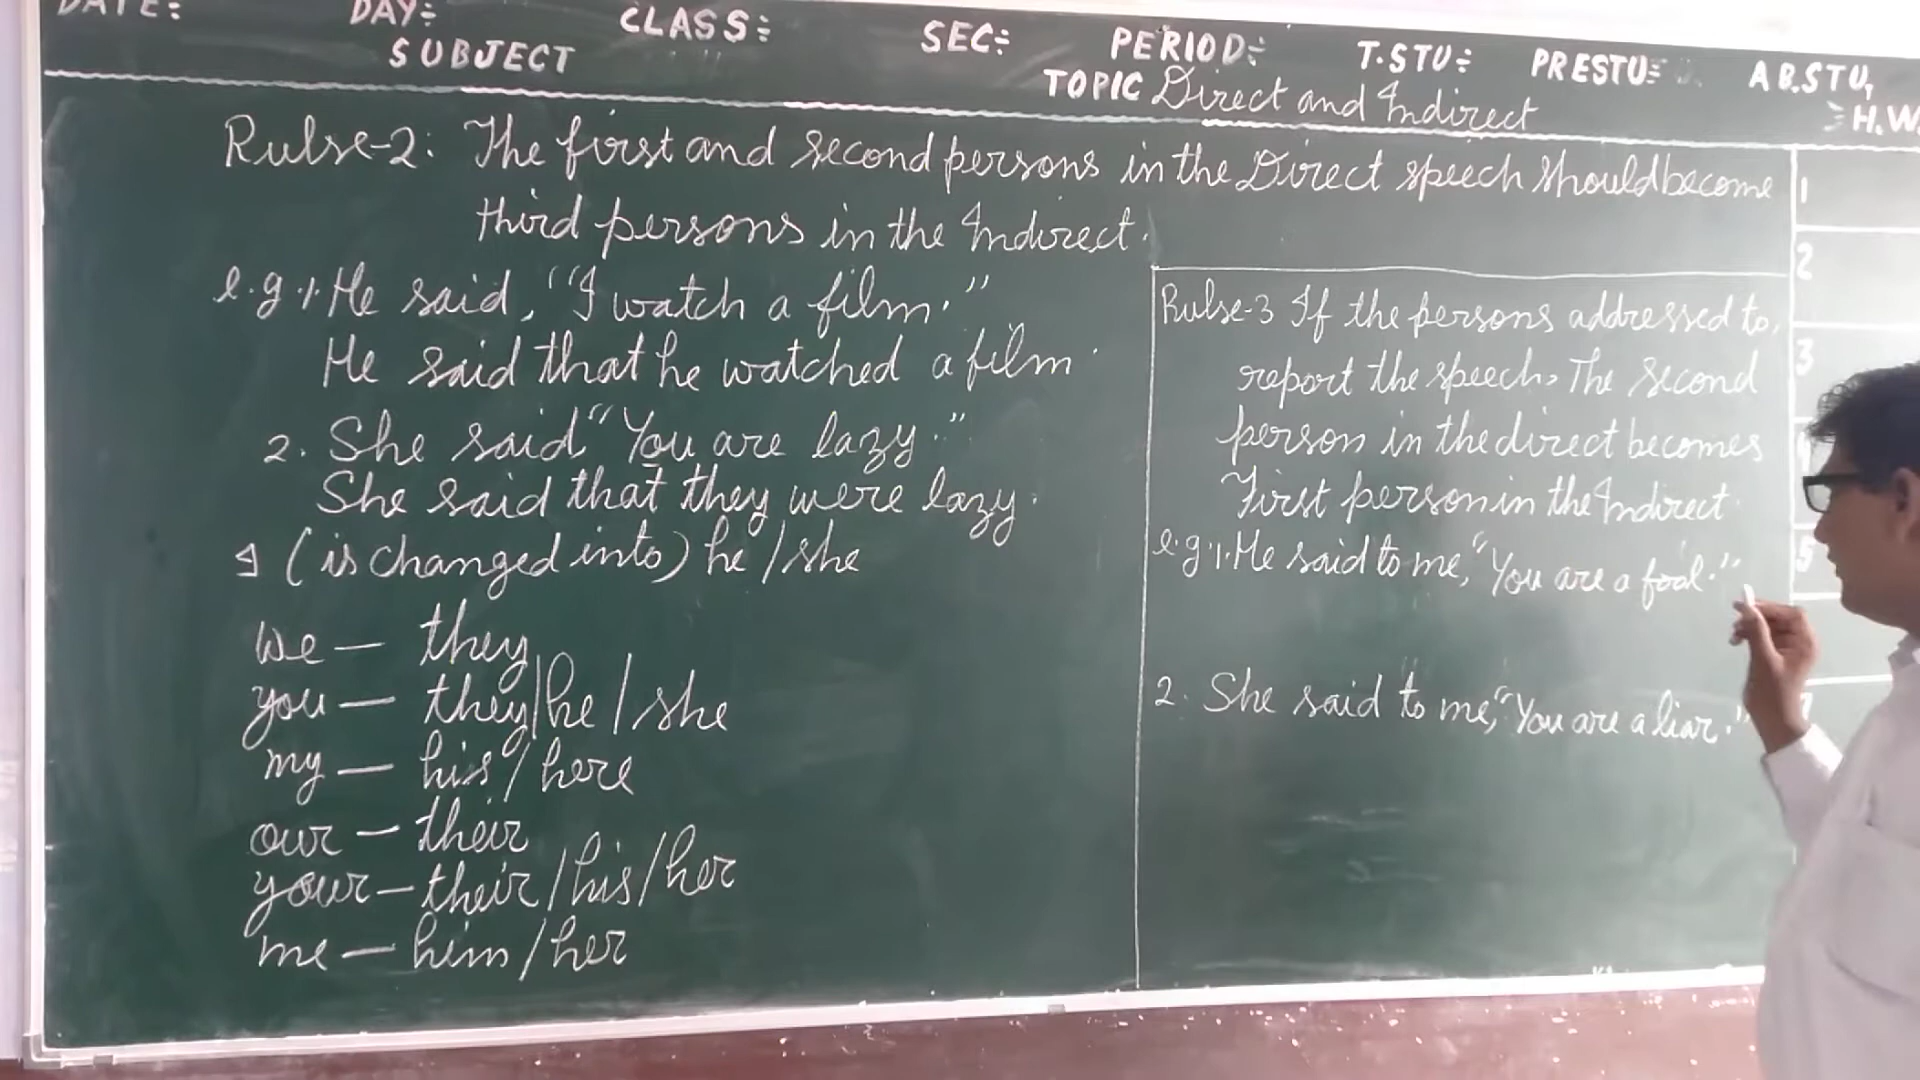 DATE:
DAY:
CLASS:
SEC:
PERIOD:
T.STU:
PRESTU:
AB.STU,
SUBJECT
TOPIC Direct and Indirect
H.W
Rulse-2: The first and second persons in the Direct speech should become
third persons in the Indirect.
e.g 1. He said, "I watch a film."
He said that he watched a film.
2. She said "You are lazy."
She said that they were lazy.
I (is changed into) he/she
we — they
you — they/he/she
my — his/here
our — their
your — their/his/her
me — him/her
Rulse-3 If the persons addressed to,
report the speech, The second
person in the direct becomes
First person in the Indirect.
e.g. 1. He said to me, "You are a fool."
2. She said to me, "You are a liar."
1
2
3
5